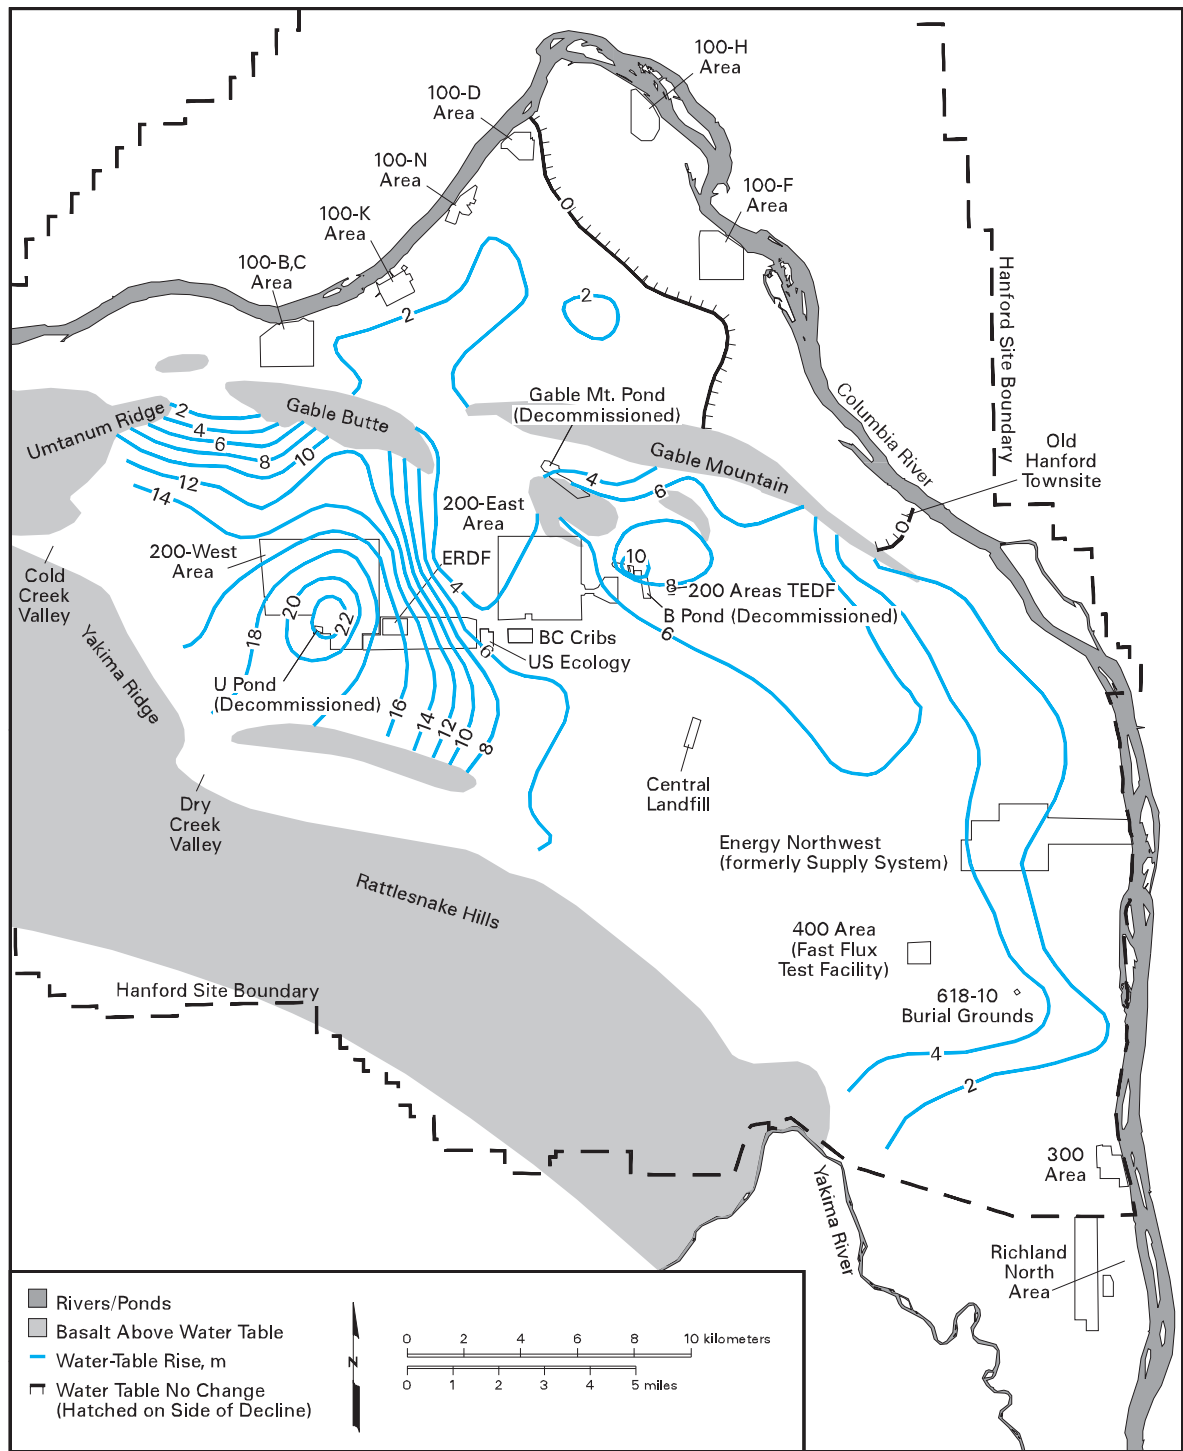 100-H
Area
100-D
Area
100-N
Area
100-F
Area
100-K
Area
100-B,C
Area
0
2
2
Hanford Site Boundary
Columbia River
Old
Hanford
Townsite
0
Gable Mt. Pond
(Decommissioned)
Gable Butte
Umtanum Ridge
Gable Mountain
2
4
6
8
10
12
14
4
6
200-East
Area
200-West
Area
ERDF
10
8
200 Areas TEDF
B Pond (Decommissioned)
Cold
Creek
Valley
4
20
22
18
6
6
BC Cribs
US Ecology
U Pond
(Decommissioned)
Yakima Ridge
16
14
12
10
8
Central
Landfill
Dry
Creek
Valley
Energy Northwest
(formerly Supply System)
Rattlesnake Hills
400 Area
(Fast Flux
Test Facility)
Hanford Site Boundary
618-10
Burial Grounds
4
2
300
Area
Yakima River
Richland
North
Area
Rivers/Ponds
Basalt Above Water Table
Water-Table Rise, m
Water Table No Change
(Hatched on Side of Decline)
N
0 2 4 6 8 10 kilometers
0 1 2 3 4 5 miles